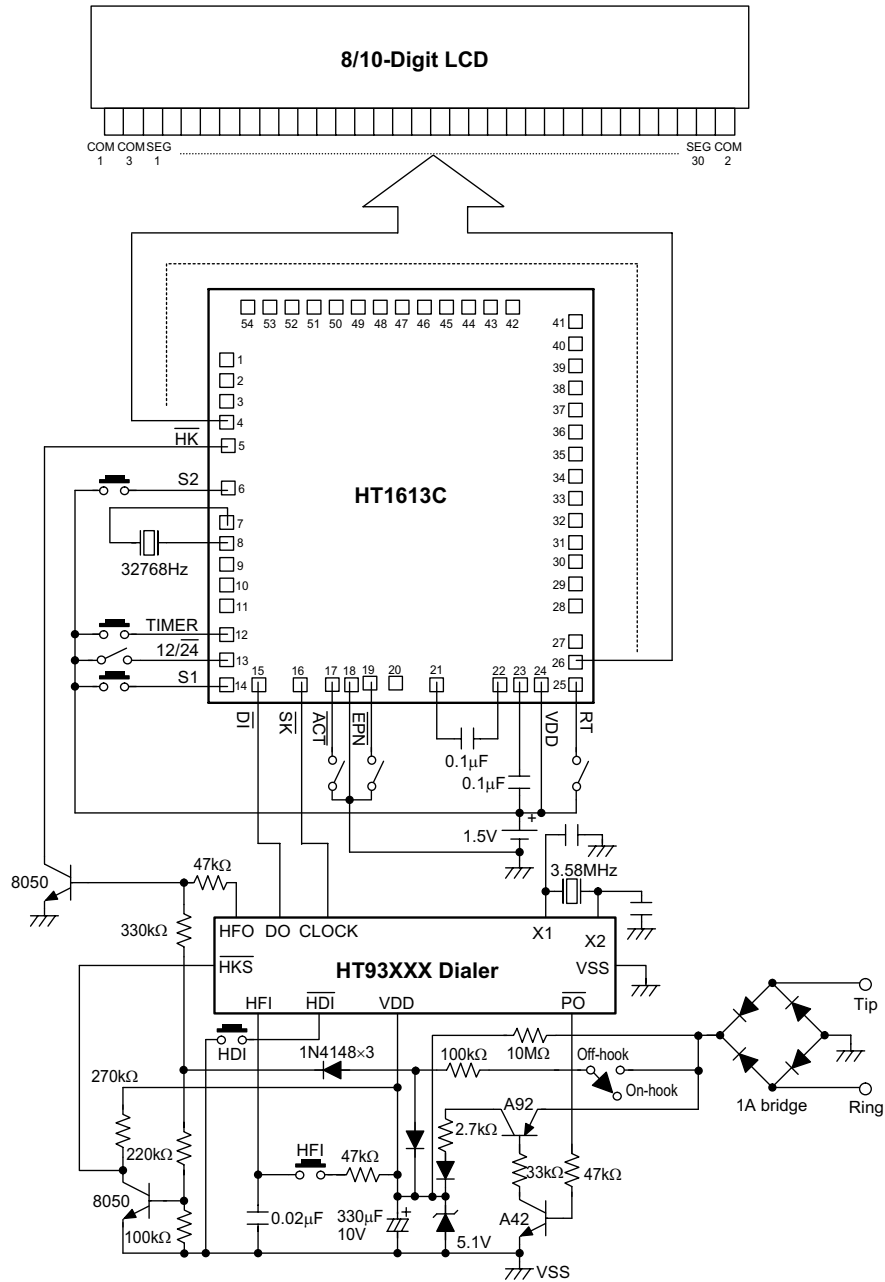 8/10-Digit LCD
COM COM SEG SEG COM
1 3 1 30 2
54 53 52 51 50 49 48 47 46 45 44 43 42
41
40
39
38
37
36
35
34
33
32
31
30
29
28
27
26
25
1
2
3
4
5
6
7
8
9
10
11
12
13
14
HK
S2
32768Hz
TIMER
12/24
S1
HT1613C
15 16 17 18 19 20 21 22 23 24
DI SK ACT EPN VDD RT
0.1μF
0.1μF
1.5V
+
3.58MHz
8050
47kΩ
330kΩ
HFO DO CLOCK X1 X2
HKS HT93XXX Dialer VSS
HFI HDI VDD PO
HDI
1N4148×3
100kΩ
10MΩ
Off-hook
On-hook
Tip
Ring
1A bridge
270kΩ
220kΩ
HFI
47kΩ
2.7kΩ
A92
33kΩ
47kΩ
8050
100kΩ
0.02μF
330μF
10V
+
5.1V
A42
VSS